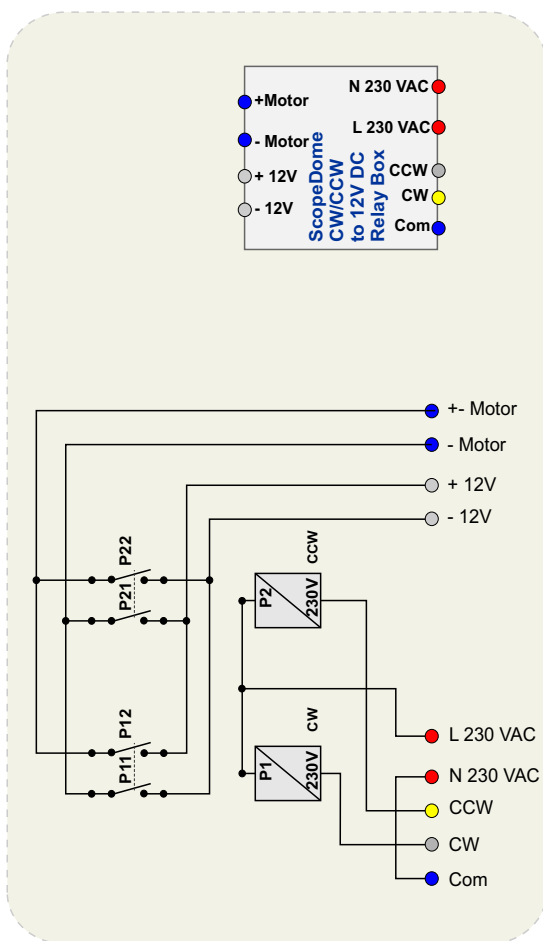 N 230 VAC
+Motor
L 230 VAC
- Motor
CCW
+ 12V
CW
- 12V
Com
ScopeDome
CW/CCW
to 12V DC
Relay Box
+- Motor
- Motor
+ 12V
- 12V
P22
P21
CCW
P2
230V
P12
P11
CW
P1
230V
L 230 VAC
N 230 VAC
CCW
CW
Com